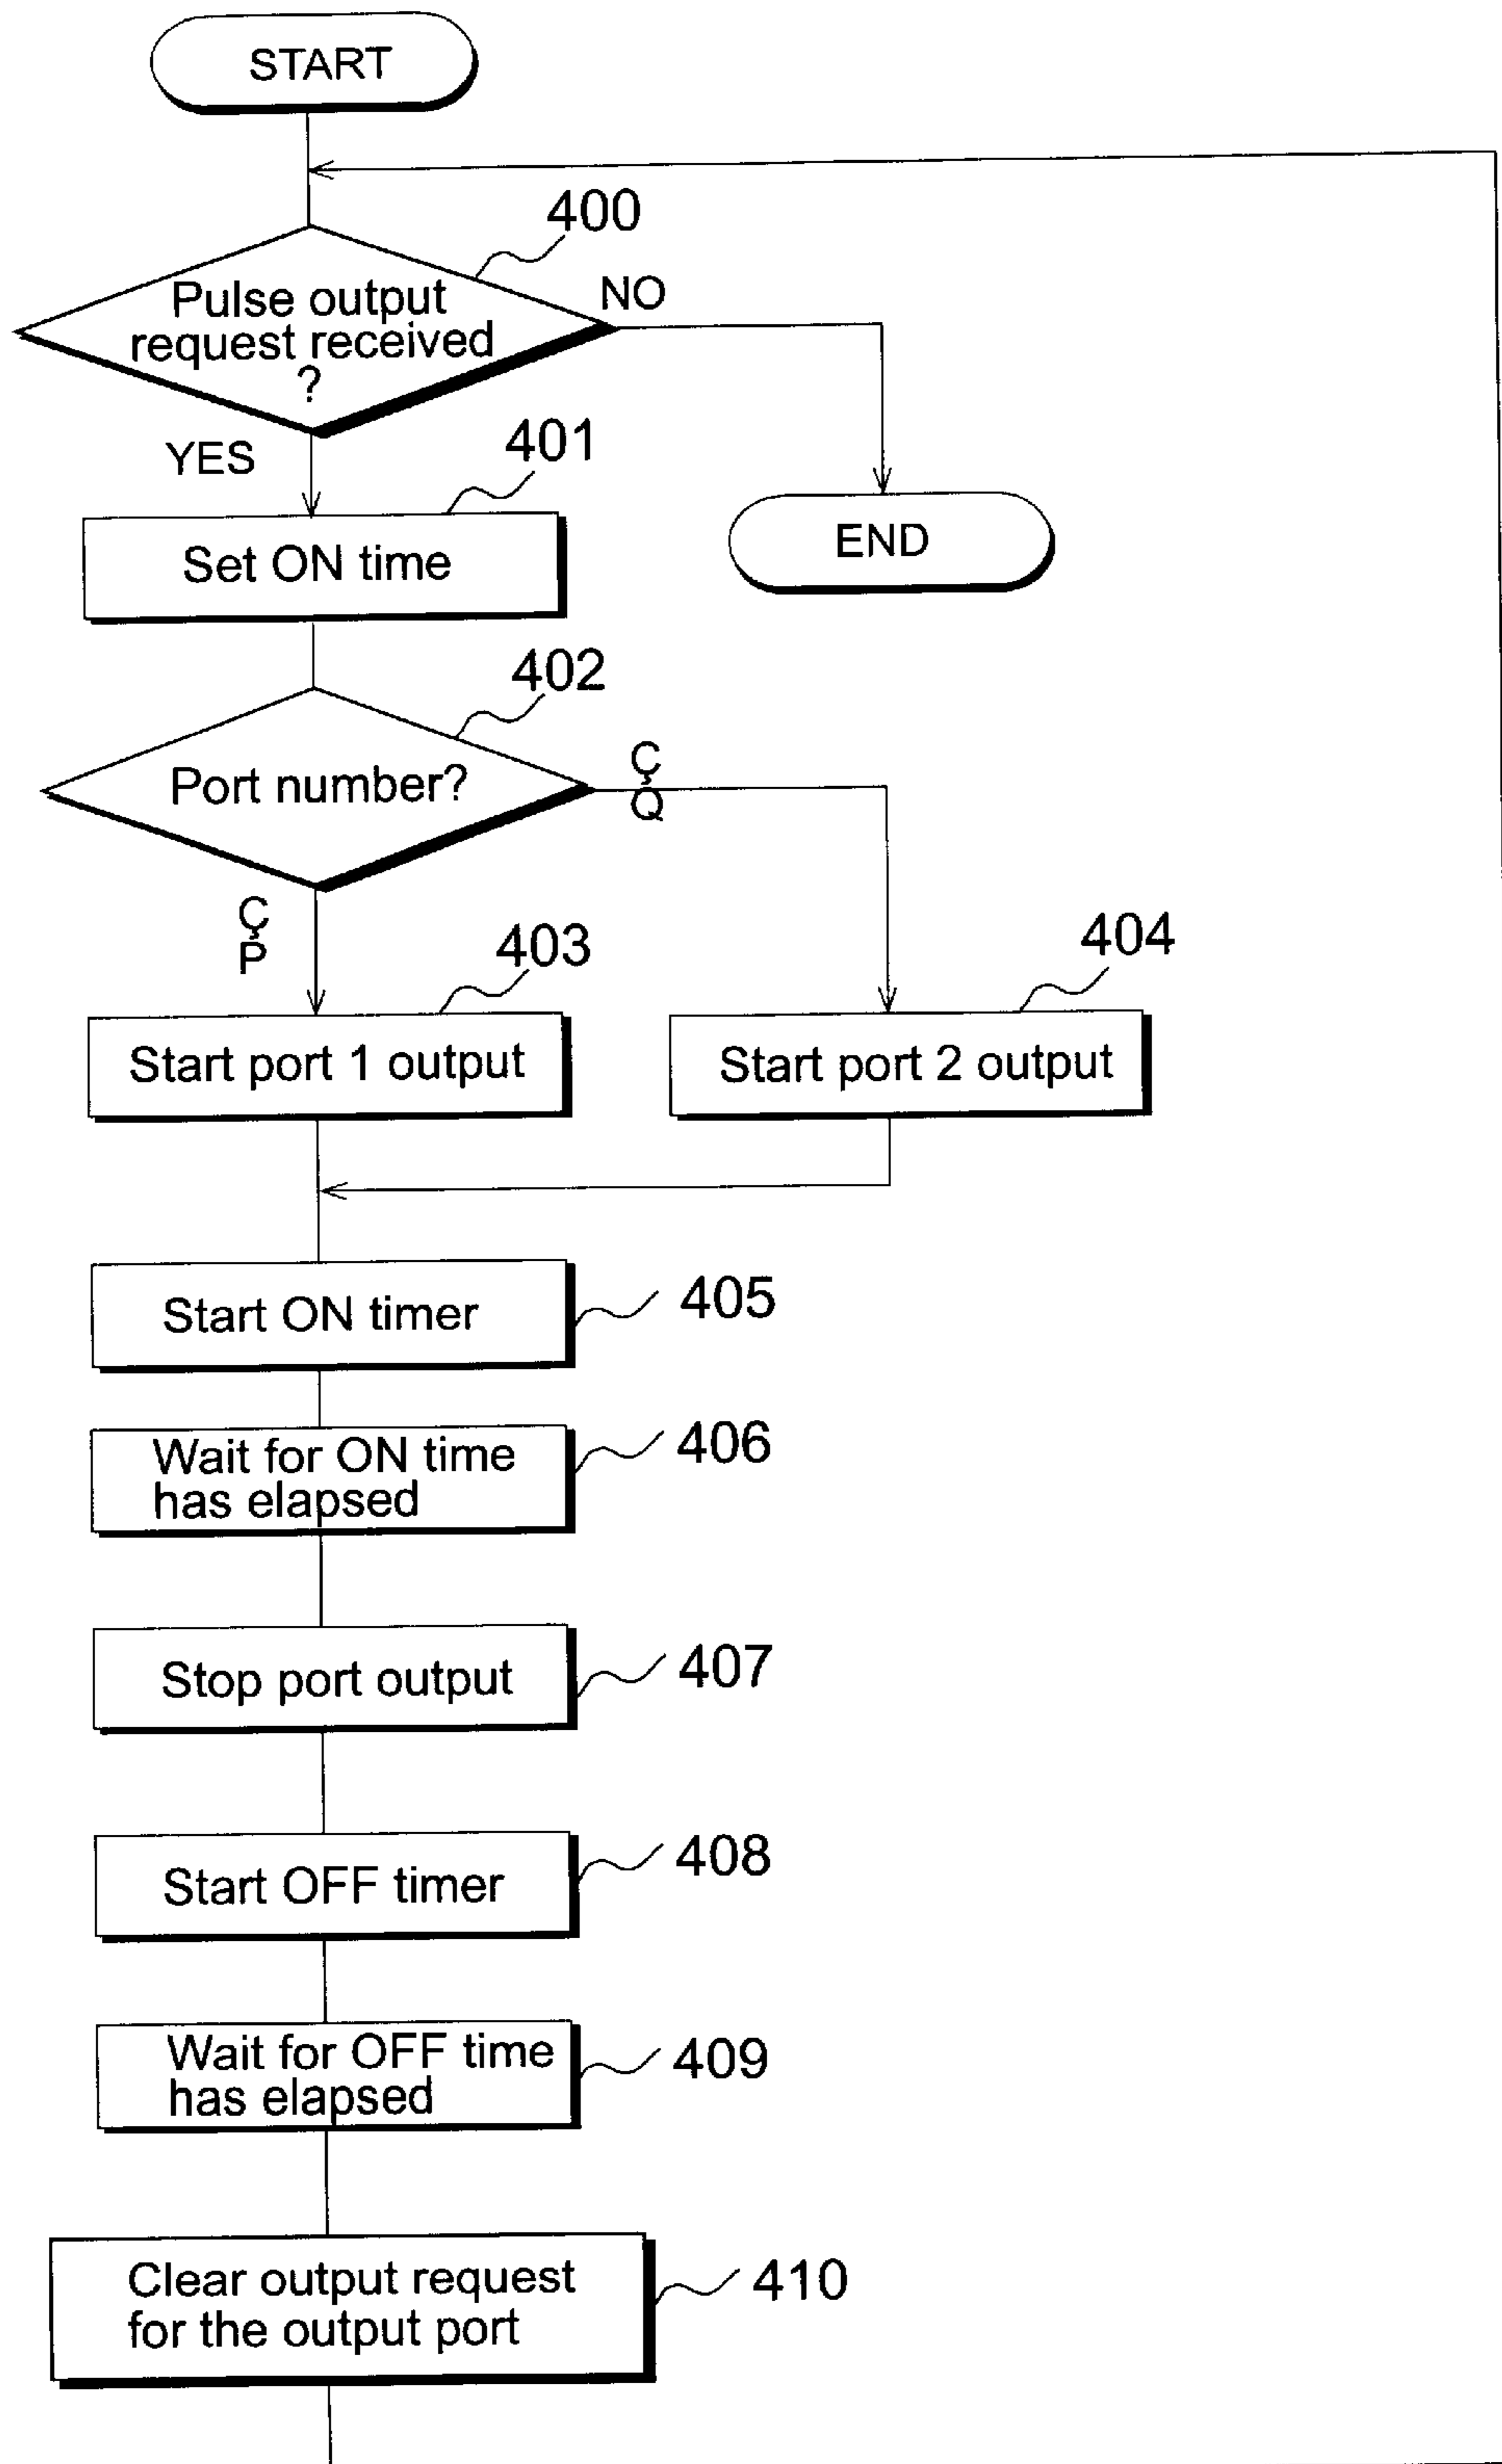 START
400
Pulse output
request received
?
NO
YES
401
Set ON time
END
402
Port number?
Ç
Q
Ç
P
403
404
Start port 1 output
Start port 2 output
Start ON timer
405
Wait for ON time
has elapsed
406
Stop port output
407
Start OFF timer
408
Wait for OFF time
has elapsed
409
Clear output request
for the output port
410